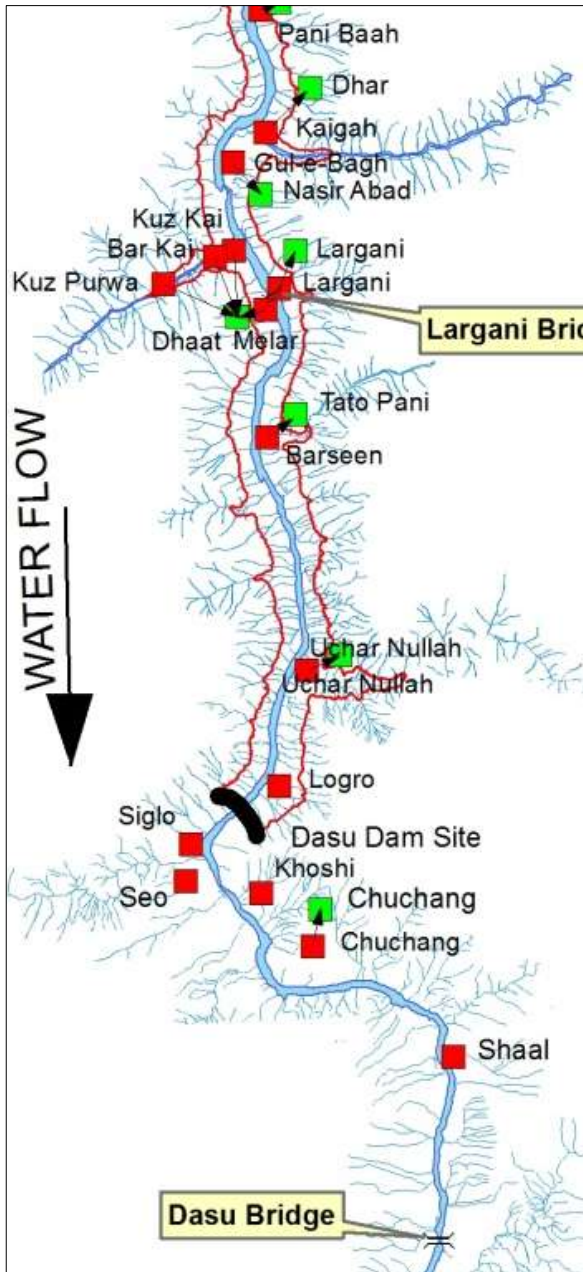 Pani Baah
Dhar
Kaigah
Gul-e-Bagh
Nasir Abad
Kuz Kai
Bar Kai
Largani
Kuz Purwa
Largani
Largani Bric
Dhaat Melar
Tato Pani
Barseen
WATER FLOW
Uchar Nullah
Uchar Nullah
Logro
Siglo
Dasu Dam Site
Khoshi
Seo
Chuchang
Chuchang
Shaal
Dasu Bridge